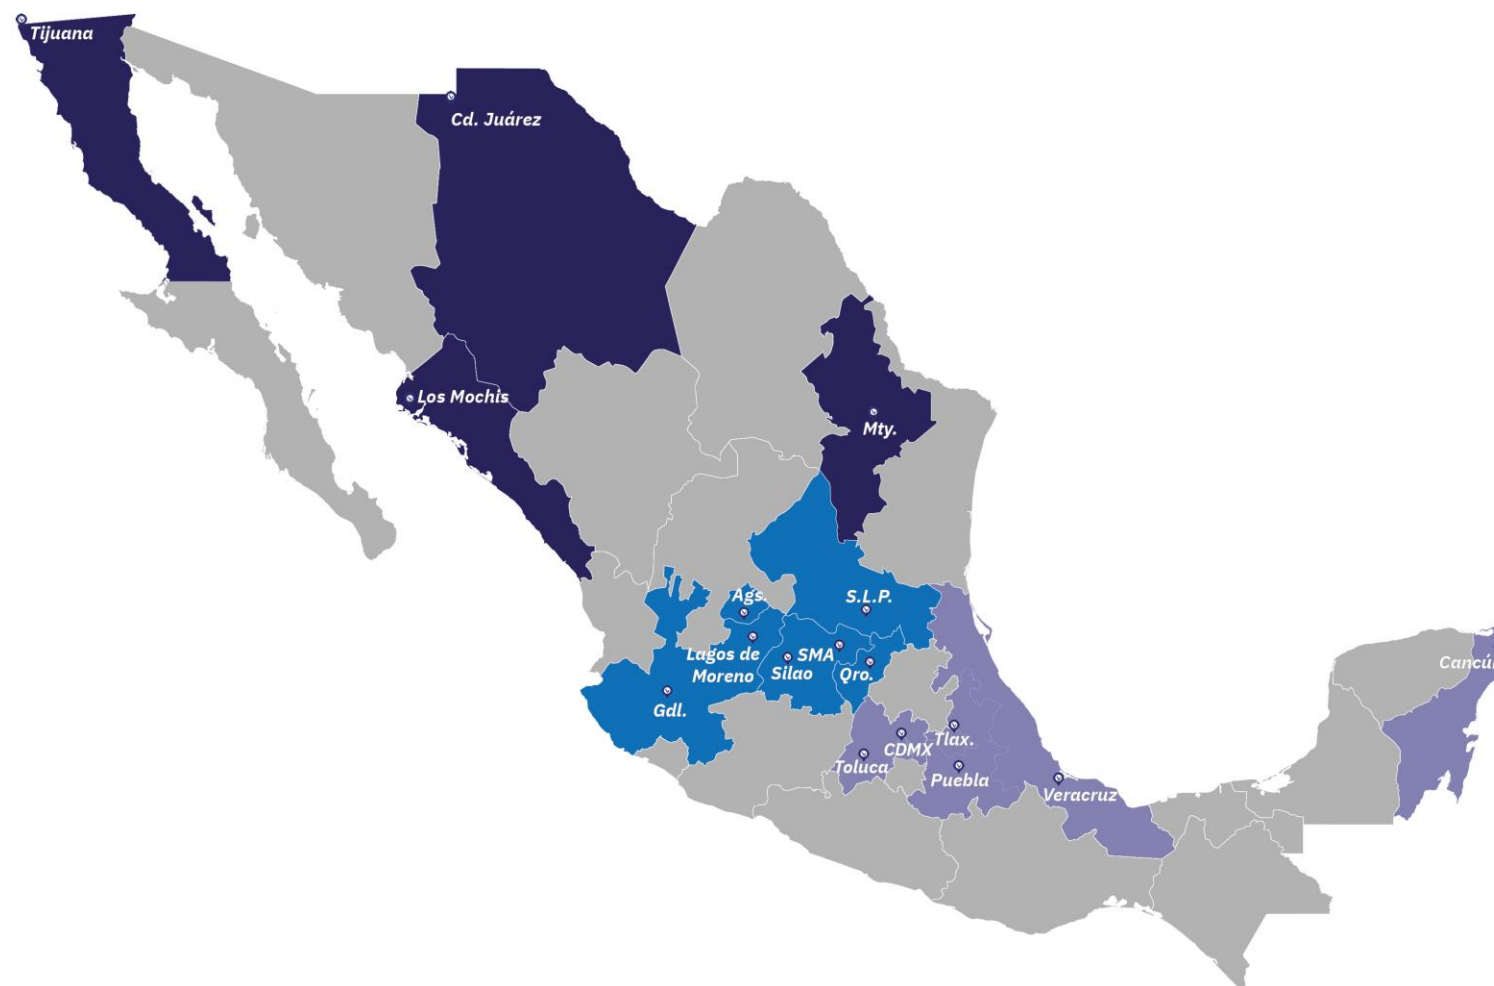 Tijuana
Cd. Juárez
Los Mochis
Mty.
Ags.
S.L.P.
Lagos de
Moreno
SMA
Silao
Qro.
Gdl.
Cancú
CDMX
Tlax.
Toluca
Puebla
Veracruz